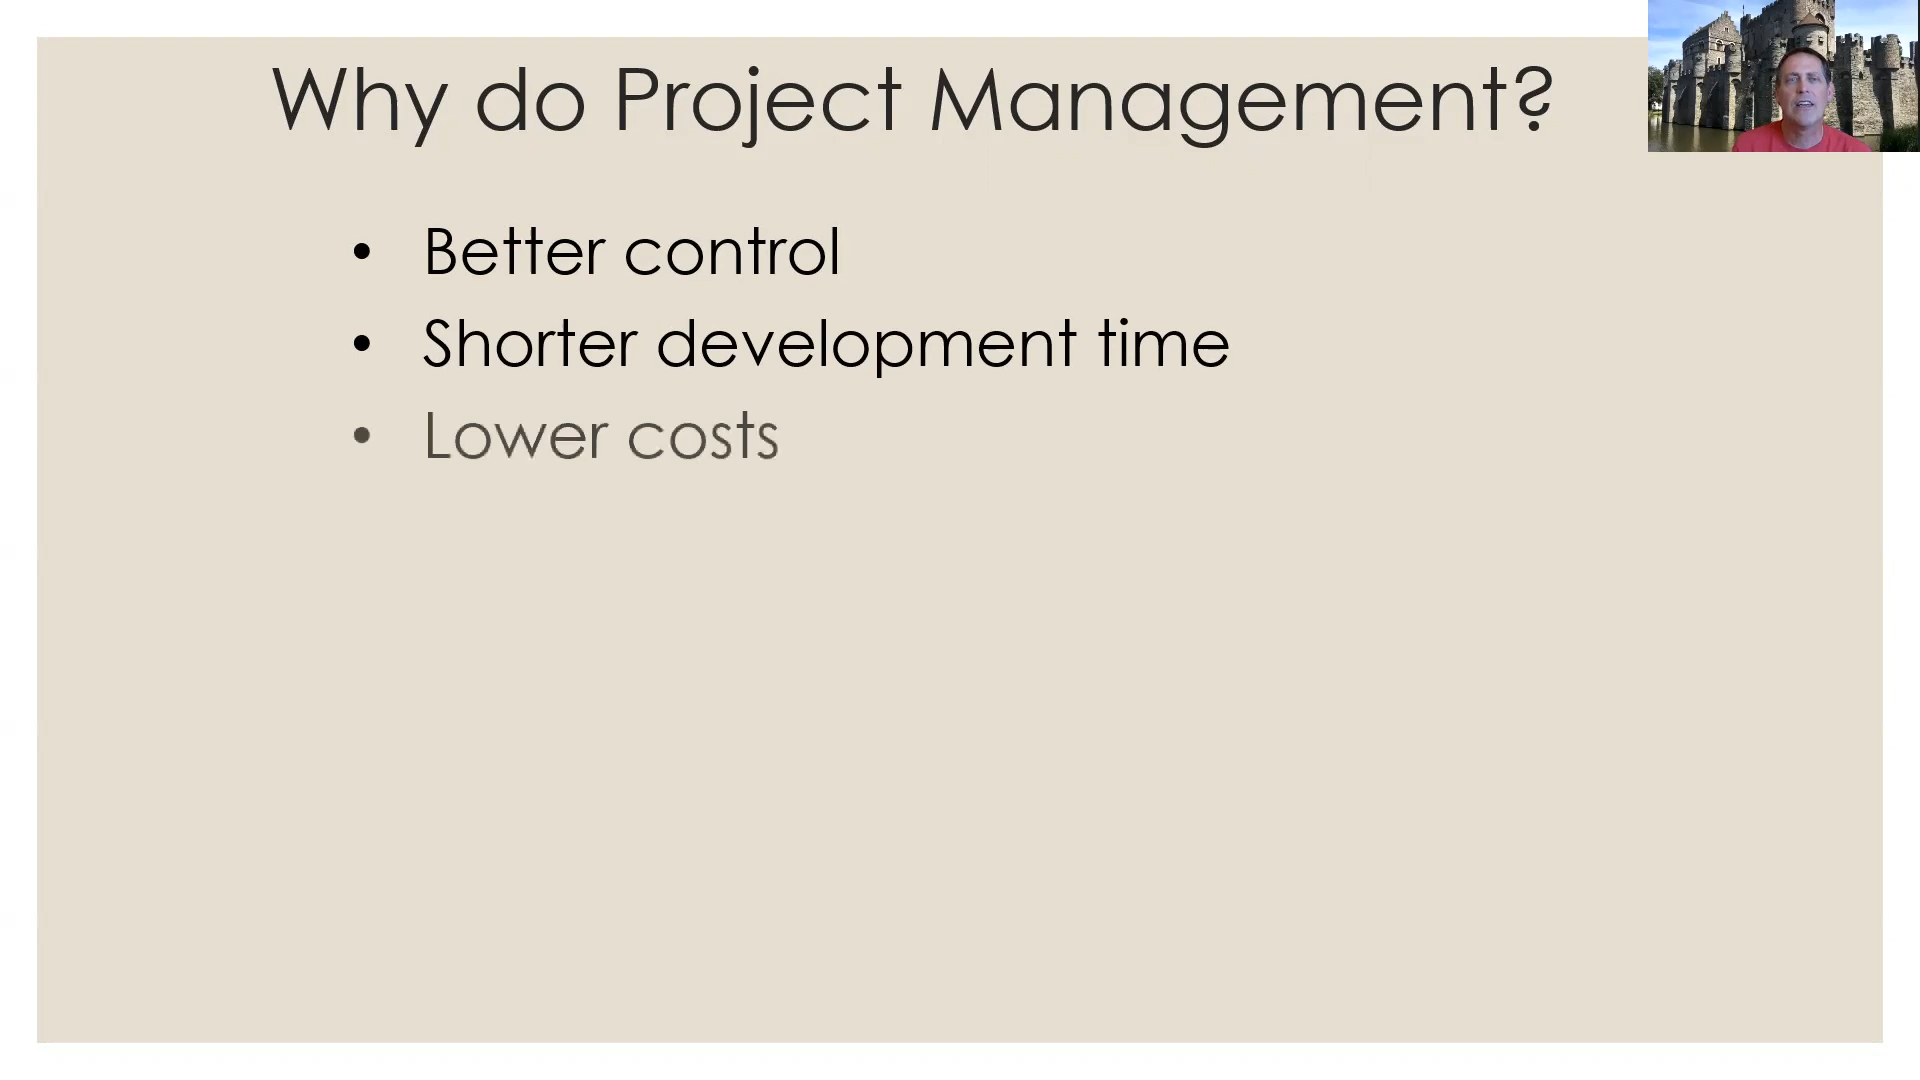 Why do Project Management?
• Better control
• Shorter development time
• Lower costs